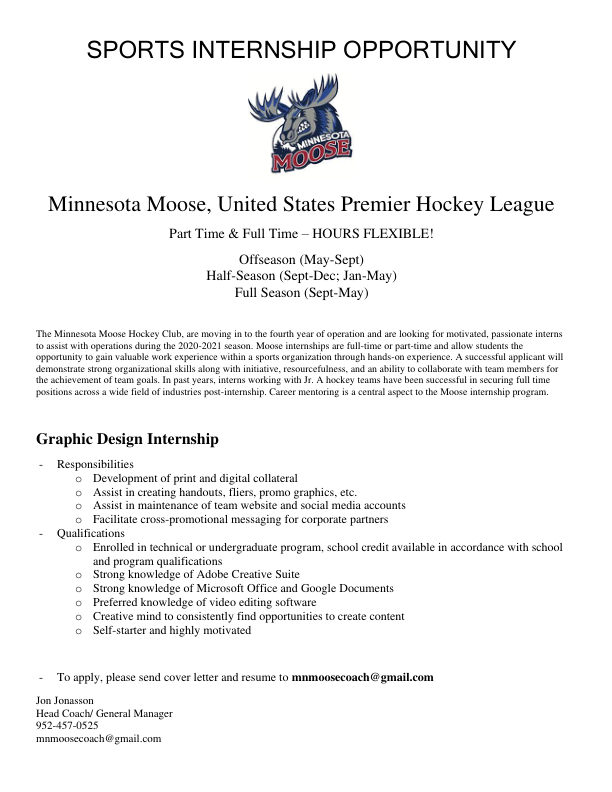 SPORTS INTERNSHIP OPPORTUNITY
MINNESOTA
MOOSE
Minnesota Moose, United States Premier Hockey League
Part Time & Full Time – HOURS FLEXIBLE!
Offseason (May-Sept)
Half-Season (Sept-Dec; Jan-May)
Full Season (Sept-May)
The Minnesota Moose Hockey Club, are moving in to the fourth year of operation and are looking for motivated, passionate interns
to assist with operations during the 2020-2021 season. Moose internships are full-time or part-time and allow students the
opportunity to gain valuable work experience within a sports organization through hands-on experience. A successful applicant will
demonstrate strong organizational skills along with initiative, resourcefulness, and an ability to collaborate with team members for
the achievement of team goals. In past years, interns working with Jr. A hockey teams have been successful in securing full time
positions across a wide field of industries post-internship. Career mentoring is a central aspect to the Moose internship program.
Graphic Design Internship
- Responsibilities
o Development of print and digital collateral
o Assist in creating handouts, fliers, promo graphics, etc.
o Assist in maintenance of team website and social media accounts
o Facilitate cross-promotional messaging for corporate partners
- Qualifications
o Enrolled in technical or undergraduate program, school credit available in accordance with school
and program qualifications
o Strong knowledge of Adobe Creative Suite
o Strong knowledge of Microsoft Office and Google Documents
o Preferred knowledge of video editing software
o Creative mind to consistently find opportunities to create content
o Self-starter and highly motivated
- To apply, please send cover letter and resume to mnmoosecoach@gmail.com
Jon Jonasson
Head Coach/ General Manager
952-457-0525
mnmoosecoach@gmail.com